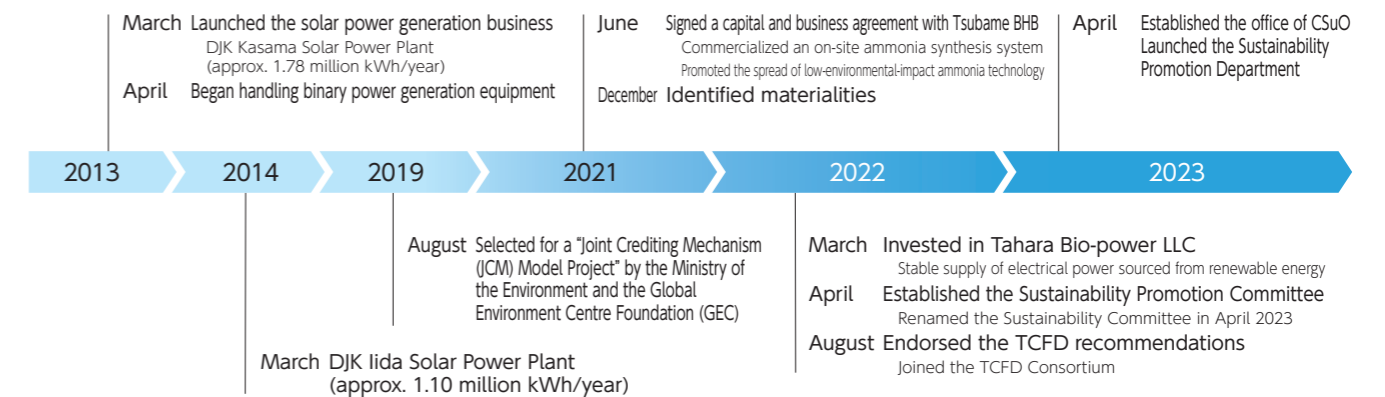 March Launched the solar power generation business
DJK Kasama Solar Power Plant
(approx. 1.78 million kWh/year)
April Began handling binary power generation equipment
June Signed a capital and business agreement with Tsubame BHB
Commercialized an on-site ammonia synthesis system
Promoted the spread of low-environmental-impact ammonia technology
December Identified materialities
April Established the office of CSuO
Launched the Sustainability
Promotion Department
2013 2014 2019 2021 2022 2023
August Selected for a “Joint Crediting Mechanism
(JCM) Model Project” by the Ministry of
the Environment and the Global
Environment Centre Foundation (GEC)
March DJK Iida Solar Power Plant
(approx. 1.10 million kWh/year)
March Invested in Tahara Bio-power LLC
Stable supply of electrical power sourced from renewable energy
April Established the Sustainability Promotion Committee
Renamed the Sustainability Committee in April 2023
August Endorsed the TCFD recommendations
Joined the TCFD Consortium